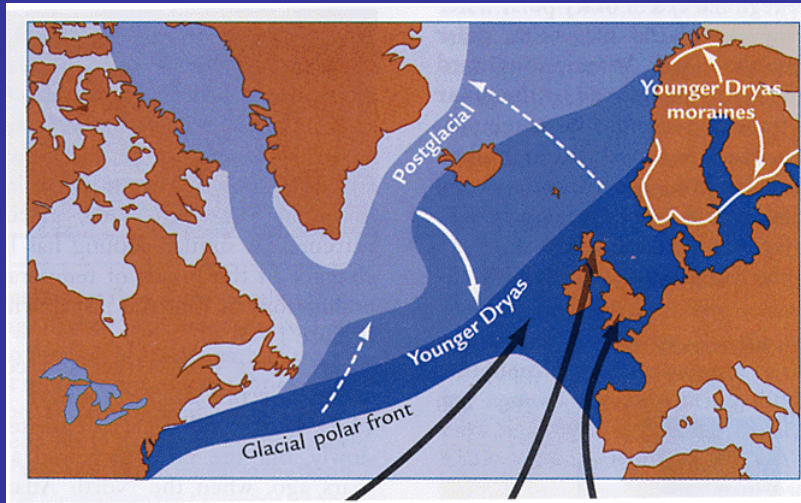 Younger Dryas
moraines
Postglacial
Younger Dryas
Glacial polar front